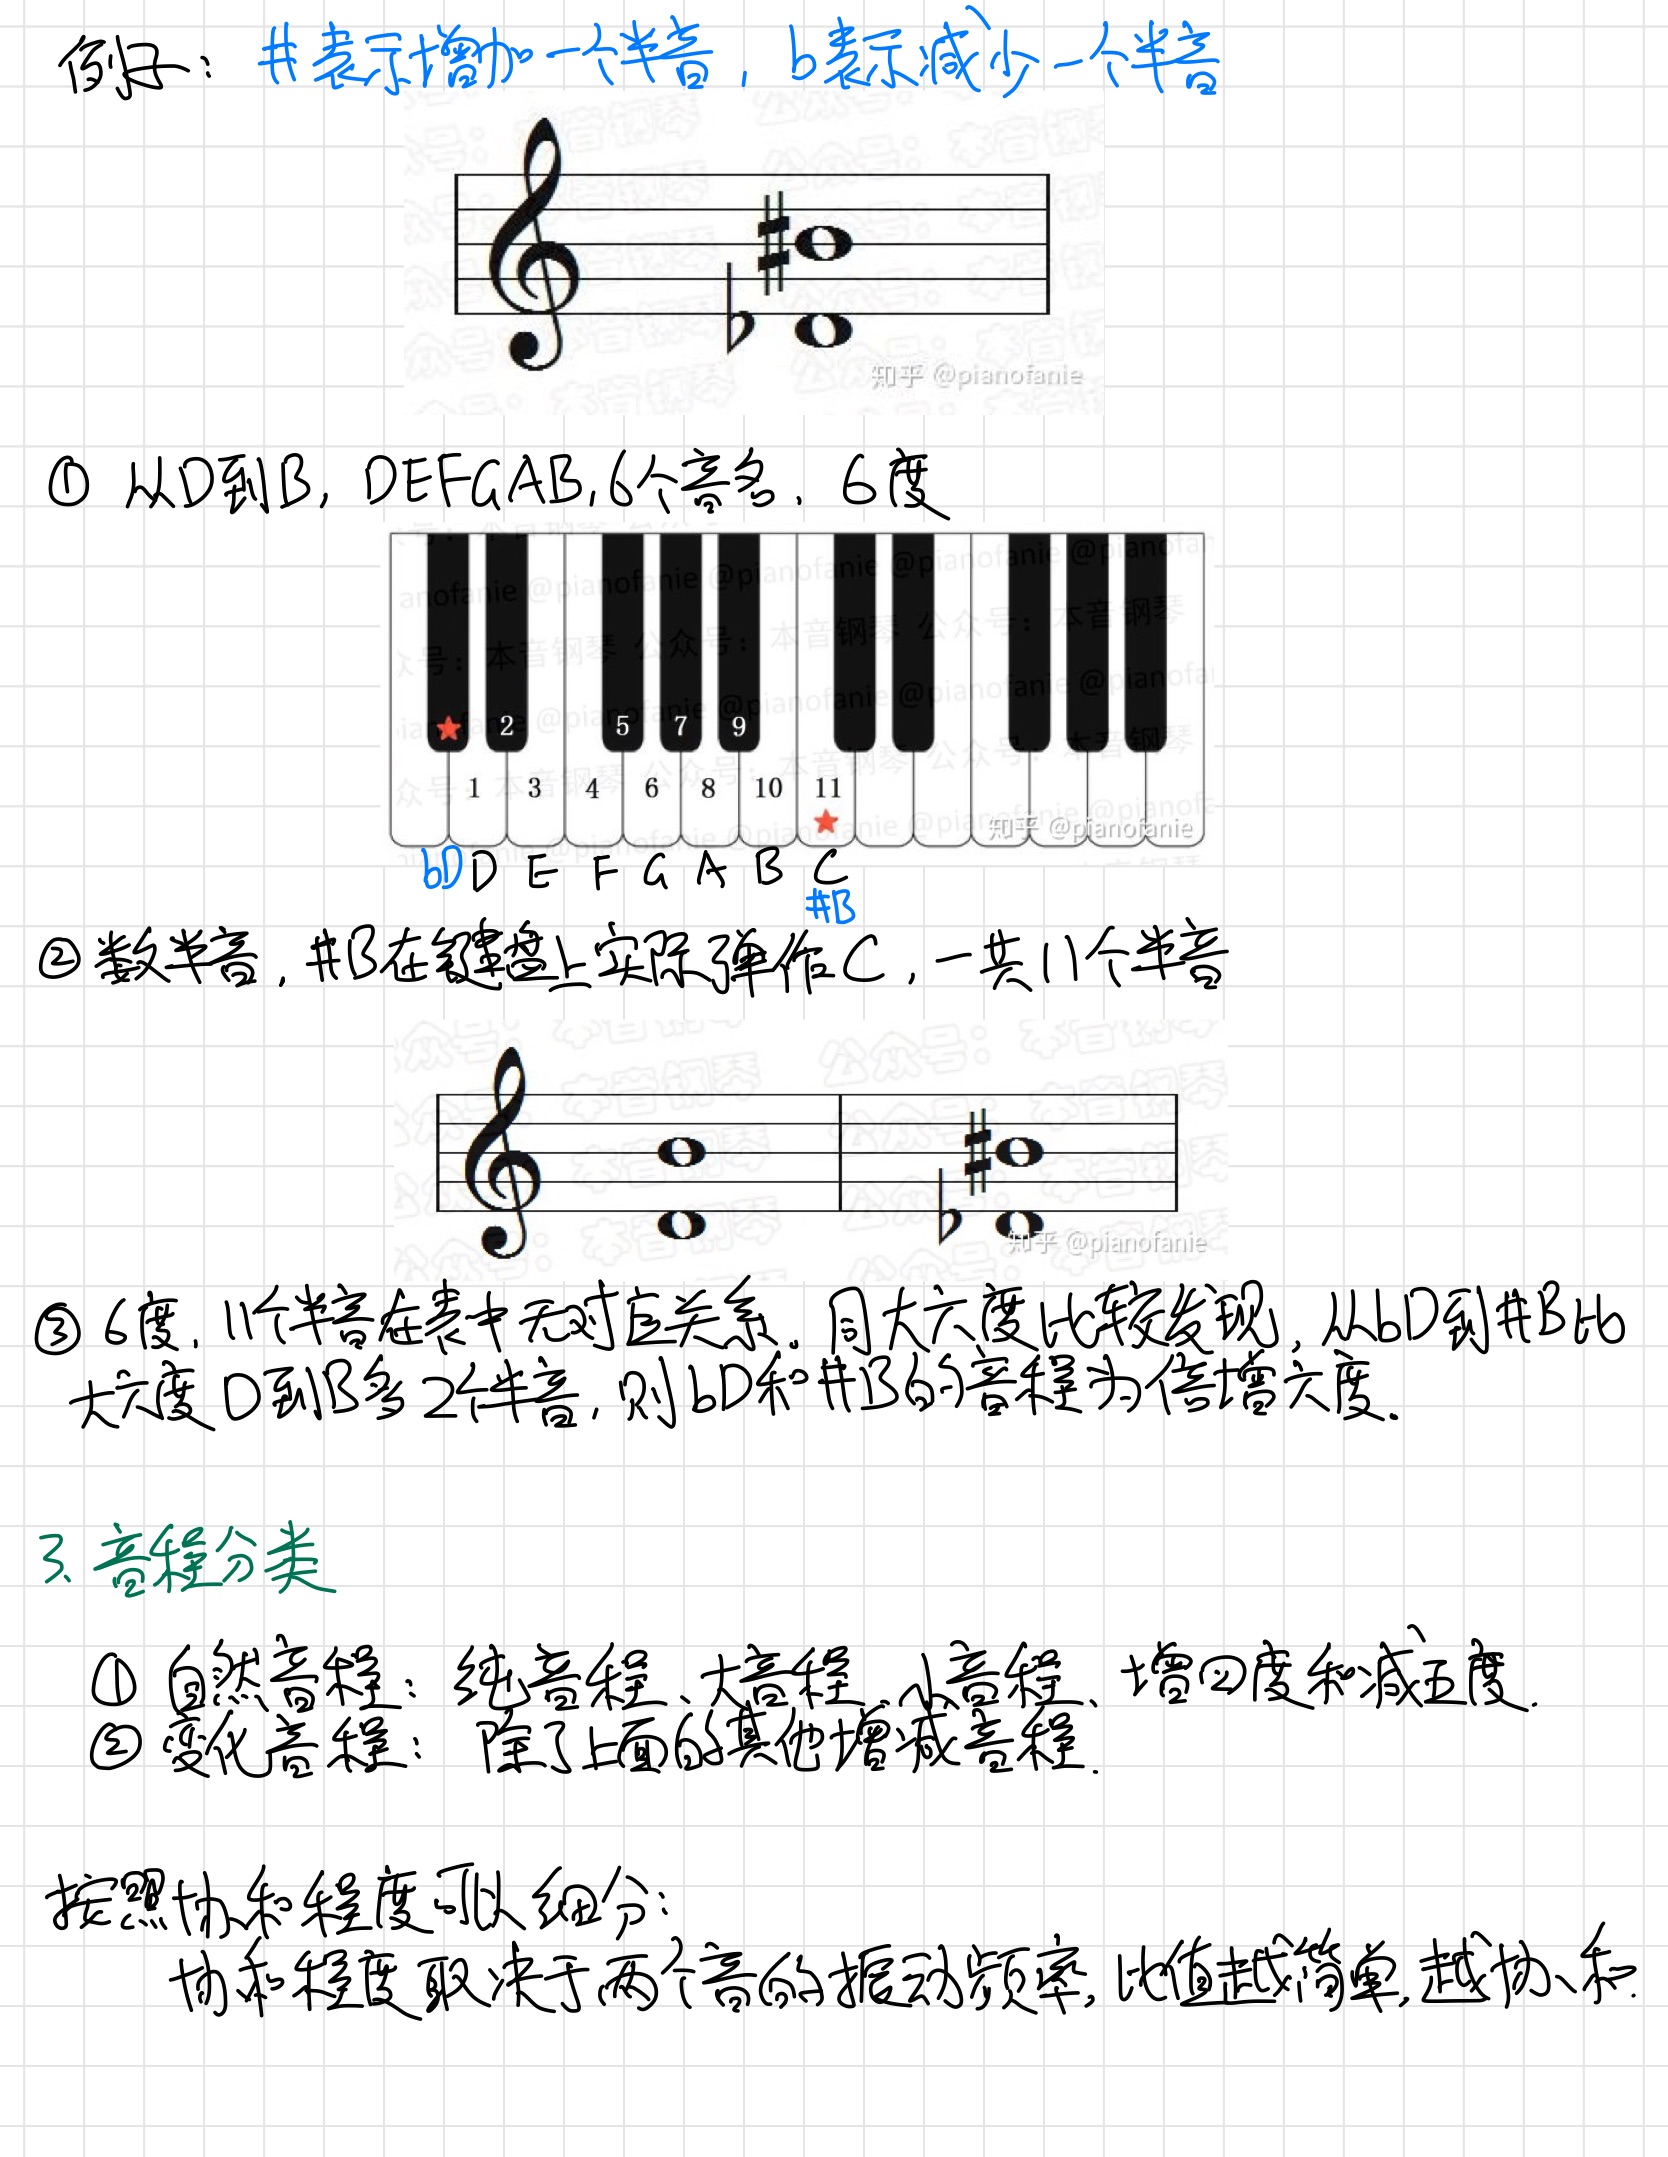 例子：#表示增加一个半音，b表示减少一个半音
知乎 @pianofanie
① 从D到B，DEFGAB，6个音名，6度
2 5 7 9
1 3 4 6 8 10 11
知乎 @pianofanie
bD D E F G A B C
#B
② 数半音，#B在键盘上实际弹作C，一共11个半音
知乎 @pianofanie
③ 6度，11个半音在表中无对应关系。同大六度比较发现，从bD到#B比
大六度D到B多2个半音，则bD和#B的音程为倍增六度.
3、音程分类
① 自然音程：纯音程、大音程、小音程、增四度和减五度.
② 变化音程：除了上面的其他增减音程.
按照协和程度可以细分：
协和程度取决于两个音的振动频率，比值越简单，越协和.